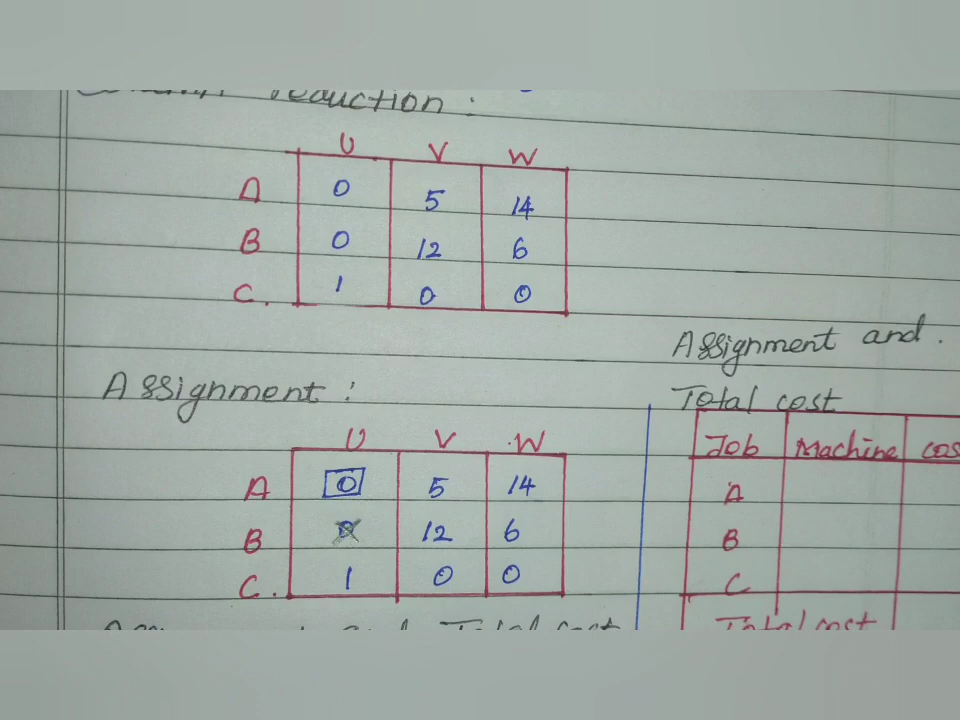 reduction :
U V W
A 0 5 14
B 0 12 6
C. 1 0 0
Assignment :
U V W
A 0 5 14
B 0 12 6
C. 1 0 0
Assignment and.
Total cost
Job Machine
A
B
C
Total cost